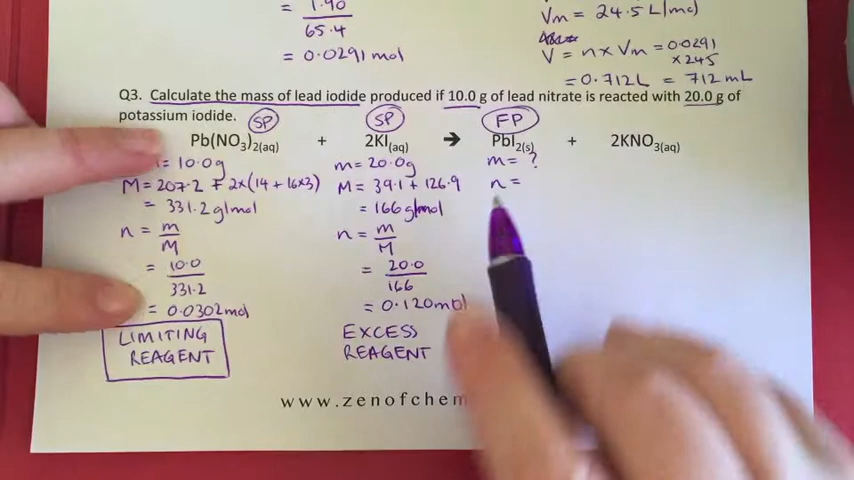 = 1.90
65.4
= 0.0291 mol
Vm = 24.5 L/mol
V = n x Vm = 0.0291
x 245
= 0.712L = 712 mL
Q3. Calculate the mass of lead iodide produced if 10.0 g of lead nitrate is reacted with 20.0 g of
potassium iodide. SP SP FP
Pb(NO3)2(aq) + 2KI(aq) → PbI2(s) + 2KNO3(aq)
= 10.0g m= 20.0g m= ?
M= 207.2 + 2x(14 + 16x3) M= 39.1 + 126.9 n =
= 331.2 g/mol = 166 g/mol
n = m/M n = m/M
= 10.0/331.2 = 20.0/166
= 0.0302 mol = 0.120 mol
LIMITING EXCESS
REAGENT REAGENT
www.zenofchem